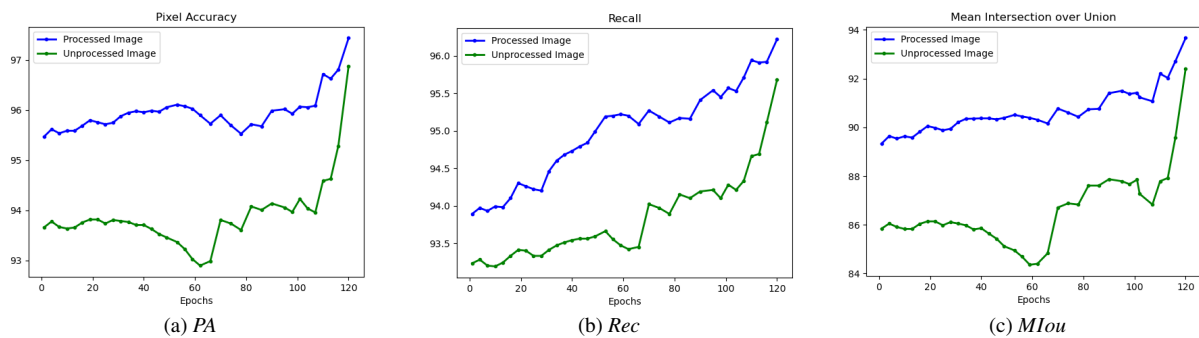 Pixel Accuracy
Processed Image
Unprocessed Image
97
96
95
94
93
0
20
40
60
80
100
120
Epochs
(a) PA
Recall
Processed Image
Unprocessed Image
96.0
95.5
95.0
94.5
94.0
93.5
0
20
40
60
80
100
120
Epochs
(b) Rec
Mean Intersection over Union
Processed Image
Unprocessed Image
94
92
90
88
86
84
0
20
40
60
80
100
120
Epochs
(c) MIou